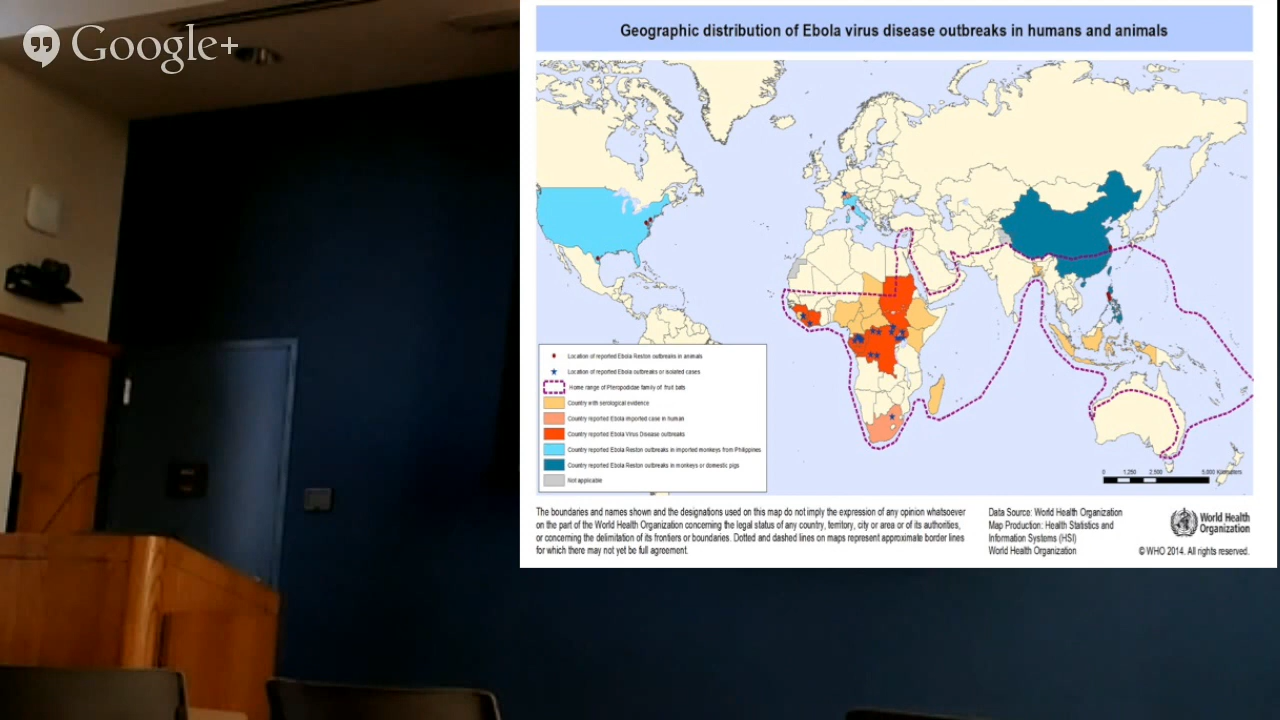 Google+
Geographic distribution of Ebola virus disease outbreaks in humans and animals
Location of reported Ebola Reston outbreaks in animals
Location of reported Ebola outbreaks or isolated cases
Home range of Pteropodidae family of fruit bats
Country with serological evidence
Country reported Ebola imported case in human
Country reported Ebola Virus Disease outbreaks
Country reported Ebola Reston outbreaks in imported monkeys from Philippines
Country reported Ebola Reston outbreaks in monkeys or domestic pigs
Not applicable
0 1,250 2,500 5,000 Kilometers
The boundaries and names shown and the designations used on this map do not imply the expression of any opinion whatsoever
on the part of the World Health Organization concerning the legal status of any country, territory, city or area or of its authorities,
or concerning the delimitation of its frontiers or boundaries. Dotted and dashed lines on maps represent approximate border lines
for which there may not yet be full agreement.
Data Source: World Health Organization
Map Production: Health Statistics and
Information Systems (HSI)
World Health Organization
World Health
Organization
© WHO 2014. All rights reserved.